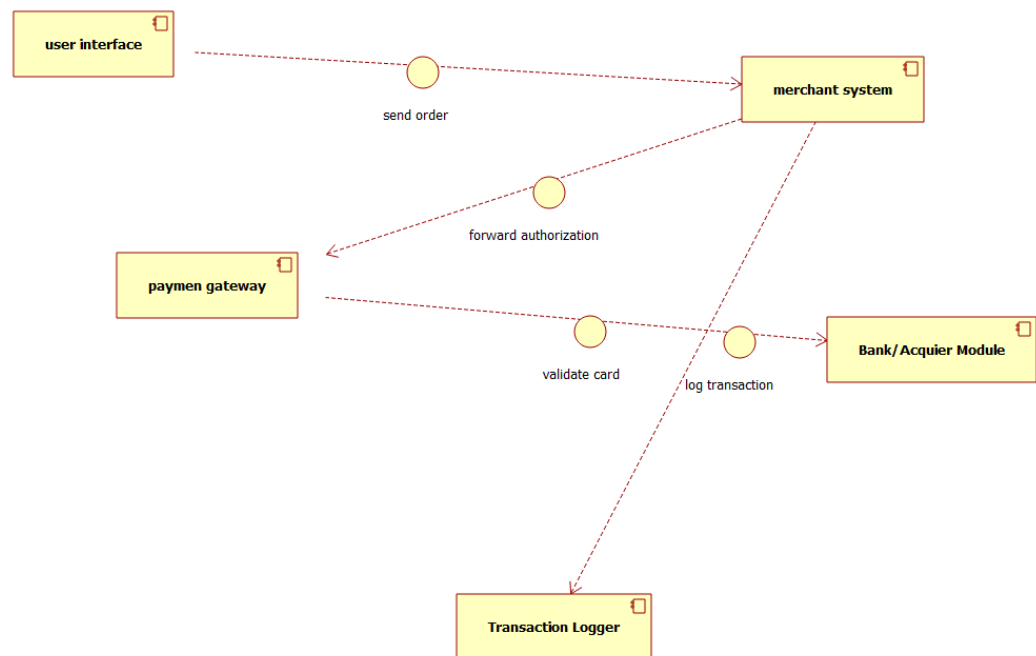 user interface
send order
merchant system
forward authorization
paymen gateway
validate card
log transaction
Bank/Acquier Module
Transaction Logger